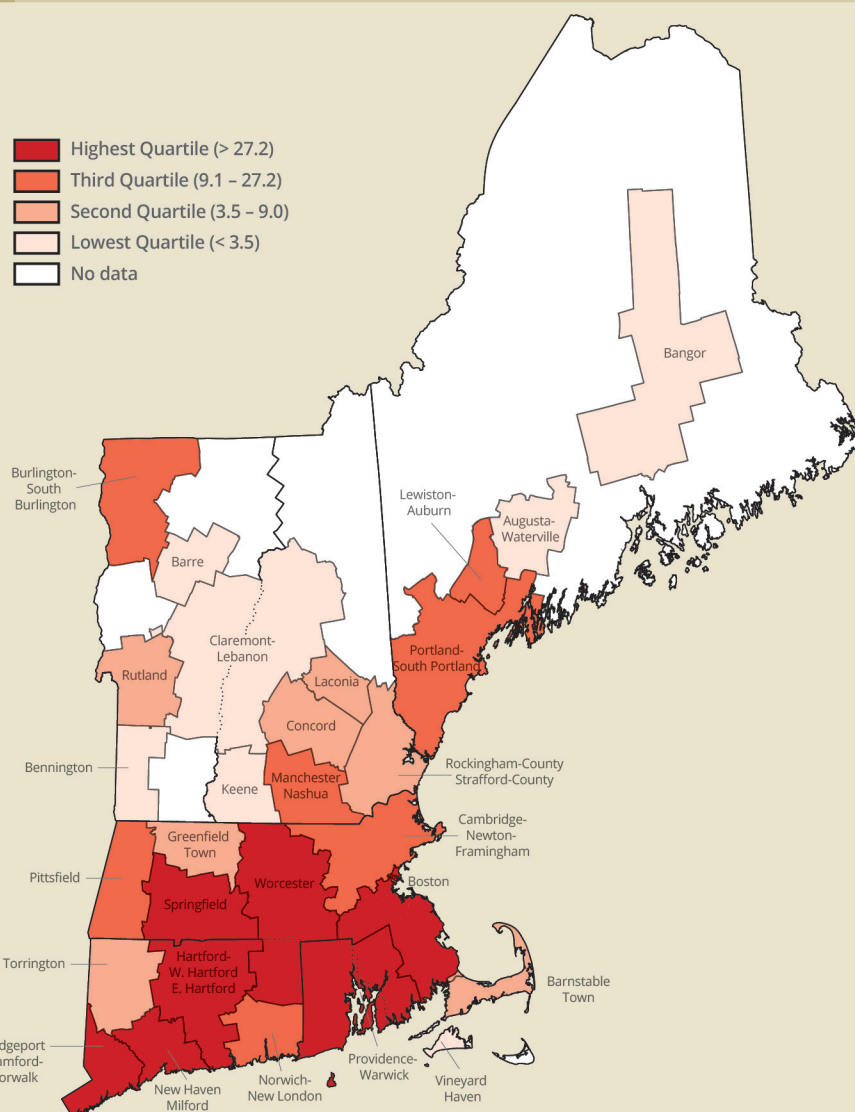 Highest Quartile (> 27.2)
Third Quartile (9.1 – 27.2)
Second Quartile (3.5 – 9.0)
Lowest Quartile (< 3.5)
No data
Bangor
Burlington-
South
Burlington
Lewiston-
Auburn
Augusta-
Waterville
Barre
Claremont-
Lebanon
Portland-
South Portland
Rutland
Laconia
Concord
Bennington
Rockingham-County
Strafford-County
Manchester
Nashua
Keene
Cambridge-
Newton-
Framingham
Greenfield
Town
Pittsfield
Worcester
Boston
Springfield
Torrington
Hartford-
W. Hartford
E. Hartford
Barnstable
Town
dgeport
amford-
orwalk
New Haven
Milford
Norwich-
New London
Providence-
Warwick
Vineyard
Haven